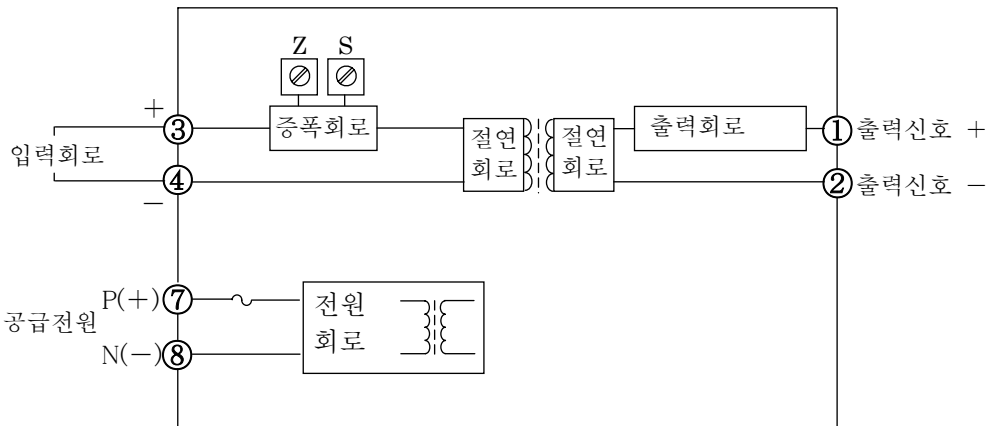 Z S
+
③ 증폭회로
절연
회로
절연
회로
출력회로
① 출력신호 +
입력회로
④
② 출력신호 −
−
P(+) ⑦
전원
회로
공급전원
N(−) ⑧